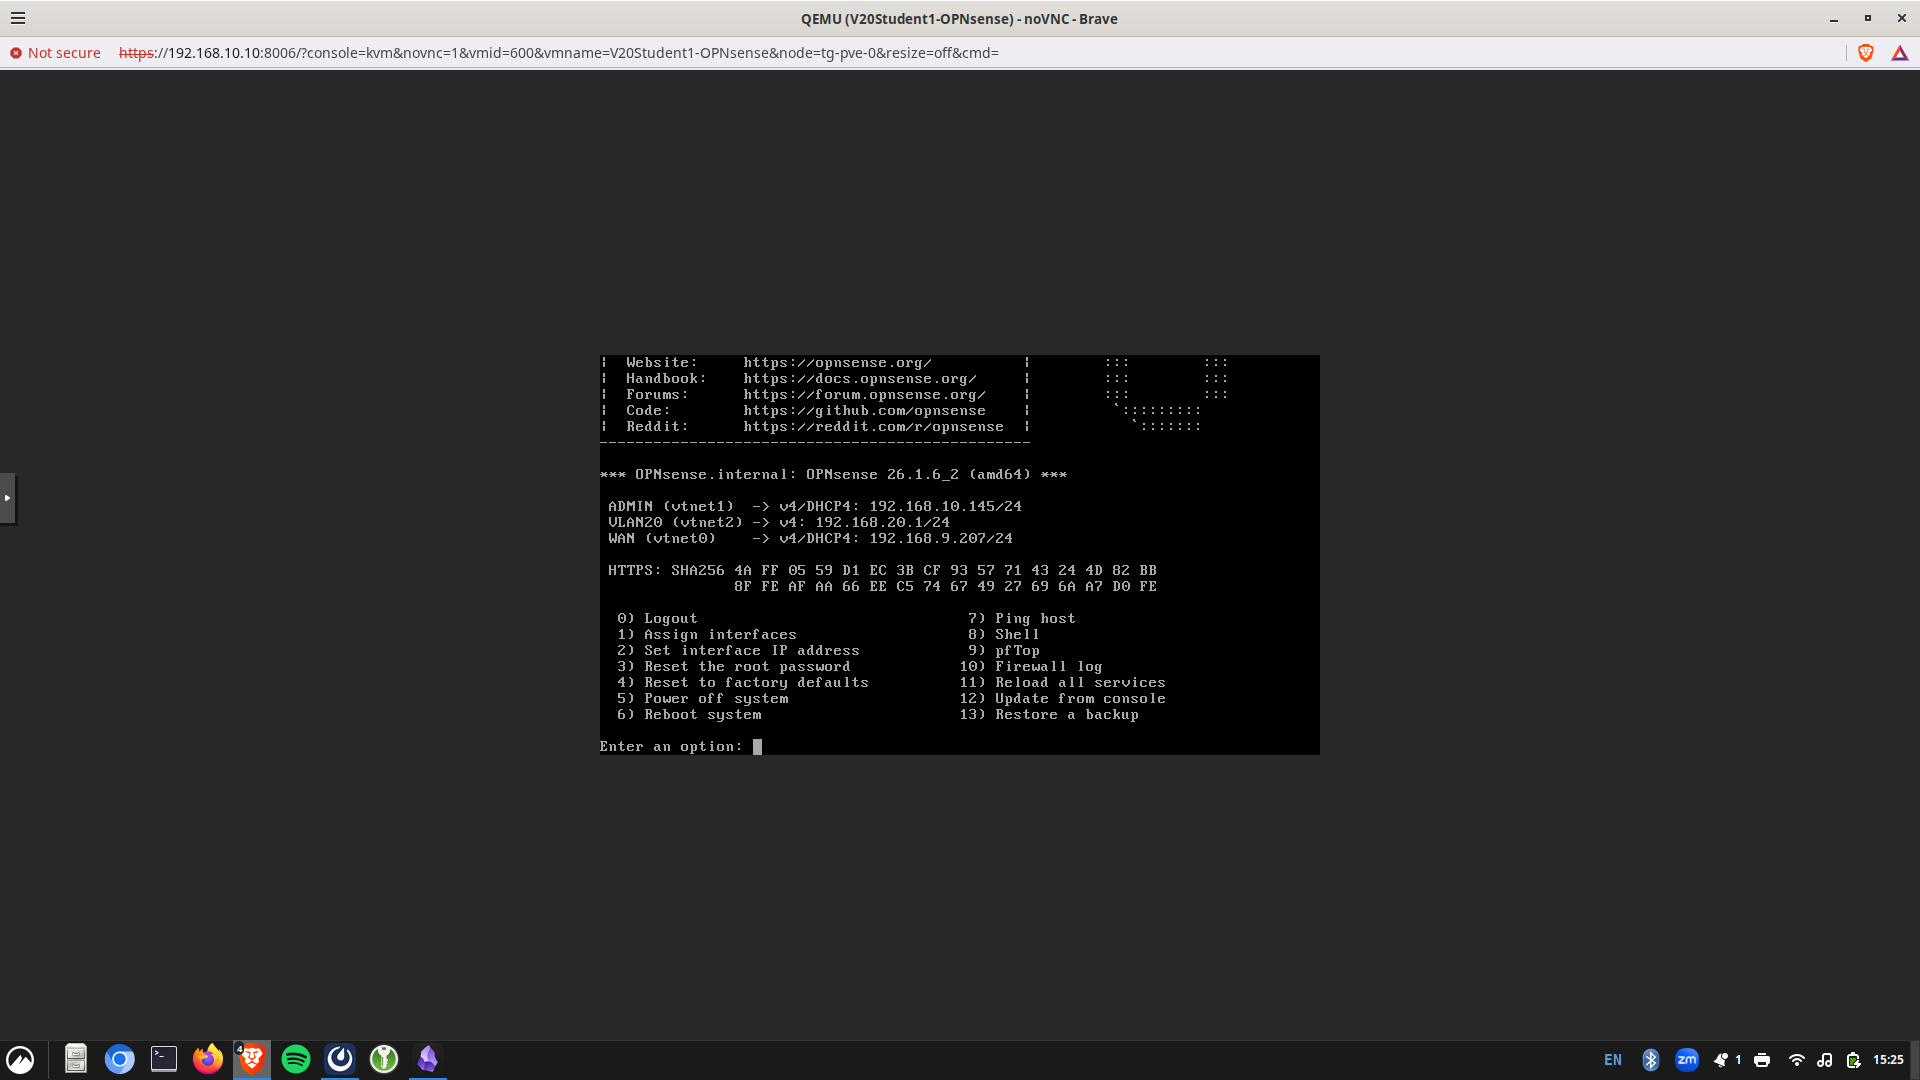 QEMU (V20Student1-OPNsense) - noVNC - Brave
Not secure https://192.168.10.10:8006/?console=kvm&novnc=1&vmid=600&vmname=V20Student1-OPNsense&node=tg-pve-0&resize=off&cmd=
| Website: https://opnsense.org/ | ::: :::
| Handbook: https://docs.opnsense.org/ | ::: :::
| Forums: https://forum.opnsense.org/ | ::: :::
| Code: https://github.com/opnsense | `:::::::::
| Reddit: https://reddit.com/r/opnsense | `:::::::
------------------------------------------------
*** OPNsense.internal: OPNsense 26.1.6_2 (amd64) ***
ADMIN (vtnet1) -> v4/DHCP4: 192.168.10.145/24
VLAN20 (vtnet2) -> v4: 192.168.20.1/24
WAN (vtnet0) -> v4/DHCP4: 192.168.9.207/24
HTTPS: SHA256 4A FF 05 59 D1 EC 3B CF 93 57 71 43 24 4D 82 BB
8F FE AF AA 66 EE C5 74 67 49 27 69 6A A7 D0 FE
0) Logout 7) Ping host
1) Assign interfaces 8) Shell
2) Set interface IP address 9) pfTop
3) Reset the root password 10) Firewall log
4) Reset to factory defaults 11) Reload all services
5) Power off system 12) Update from console
6) Reboot system 13) Restore a backup
Enter an option:
4 EN zm 1 15:25